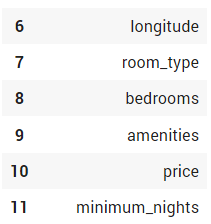 6 longitude
7 room_type
8 bedrooms
9 amenities
10 price
11 minimum_nights